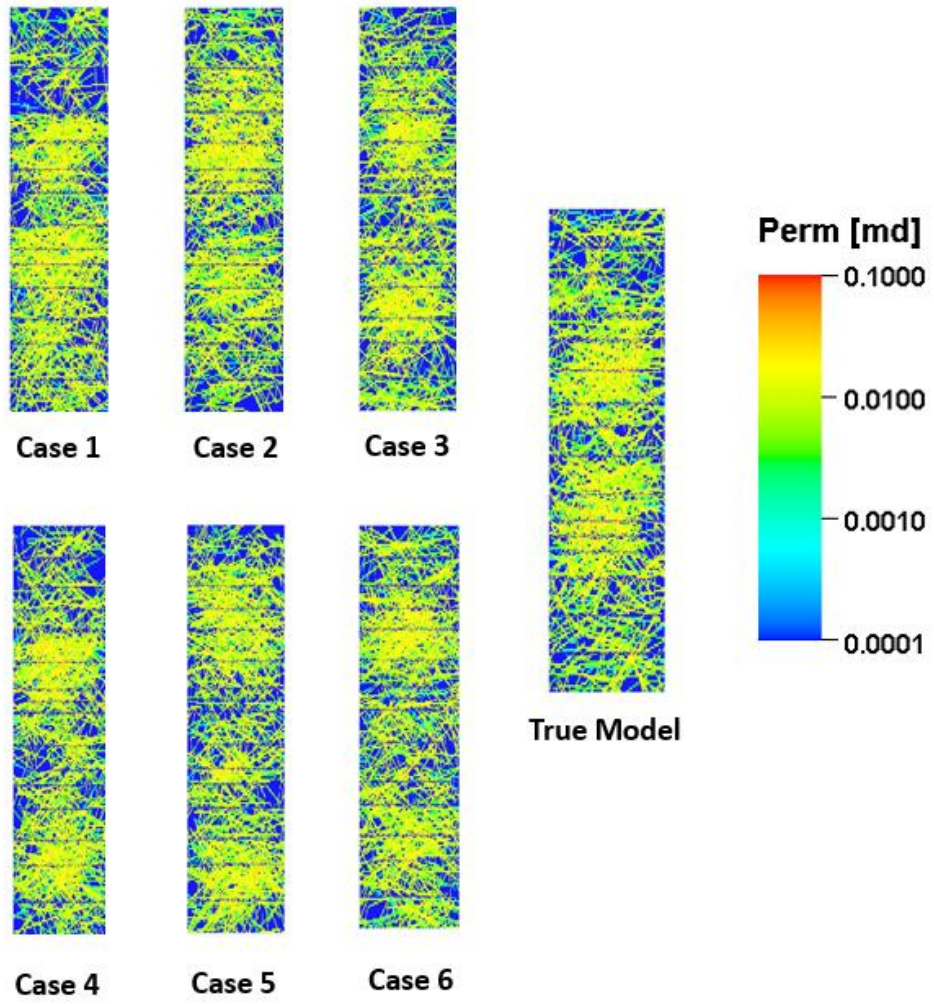 Case 1
Case 2
Case 3
Perm [md]
0.1000
0.0100
0.0010
0.0001
True Model
Case 4
Case 5
Case 6